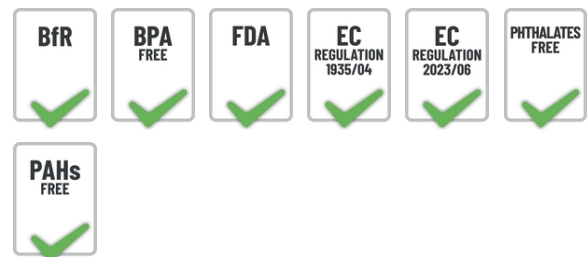 BfR
BPA
FREE
FDA
EC
REGULATION
1935/04
EC
REGULATION
2023/06
PHTHALATES
FREE
PAHs
FREE